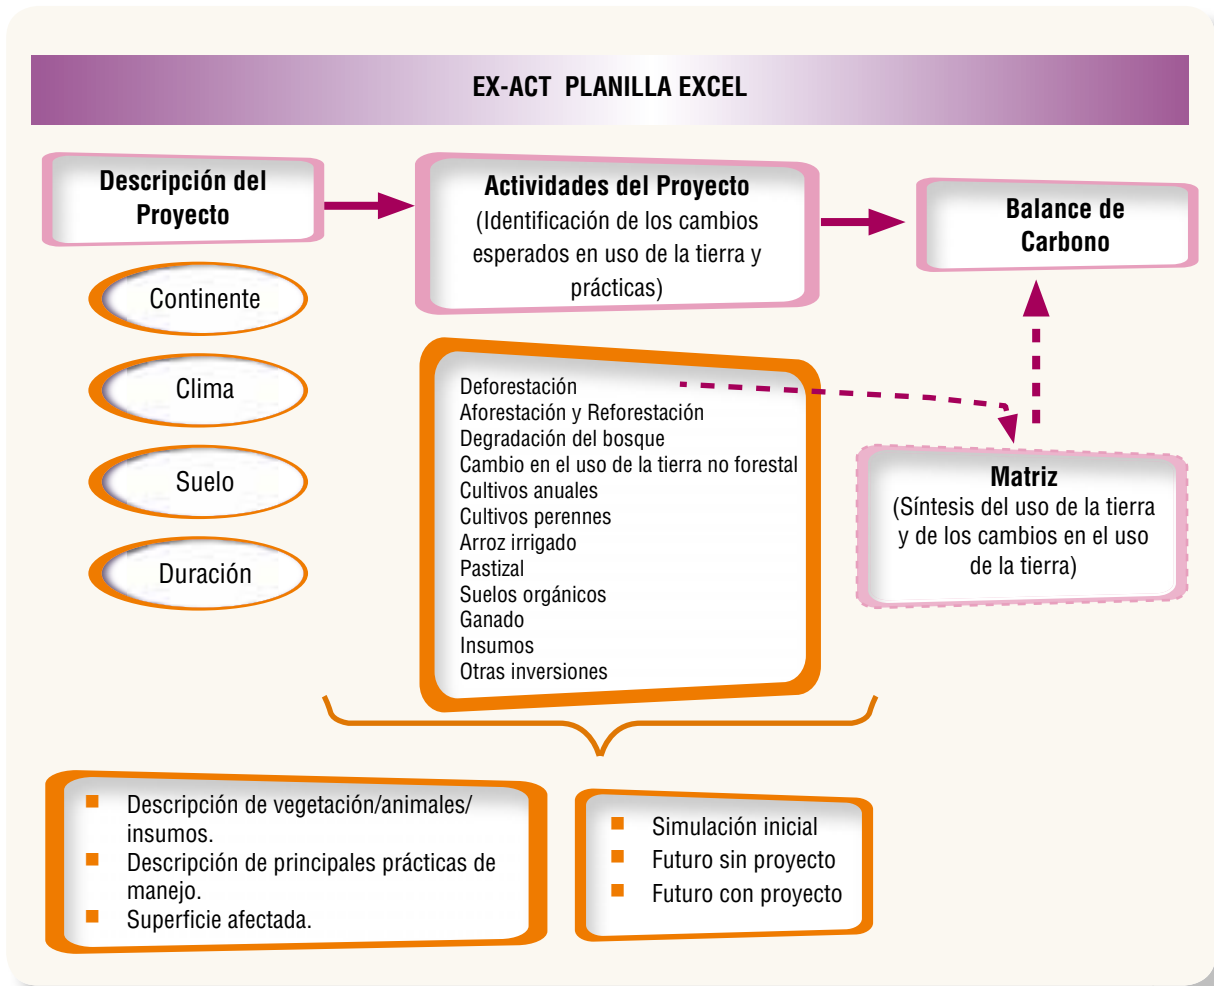 EX-ACT PLANILLA EXCEL
Descripción del
Proyecto
Continente
Clima
Suelo
Duración
Actividades del Proyecto
(Identificación de los cambios
esperados en uso de la tierra y
prácticas)
Deforestación
Aforestación y Reforestación
Degradación del bosque
Cambio en el uso de la tierra no forestal
Cultivos anuales
Cultivos perennes
Arroz irrigado
Pastizal
Suelos orgánicos
Ganado
Insumos
Otras inversiones
Balance de
Carbono
Matriz
(Síntesis del uso de la tierra
y de los cambios en el uso
de la tierra)
Descripción de vegetación/animales/
insumos.
Descripción de principales prácticas de
manejo.
Superficie afectada.
Simulación inicial
Futuro sin proyecto
Futuro con proyecto